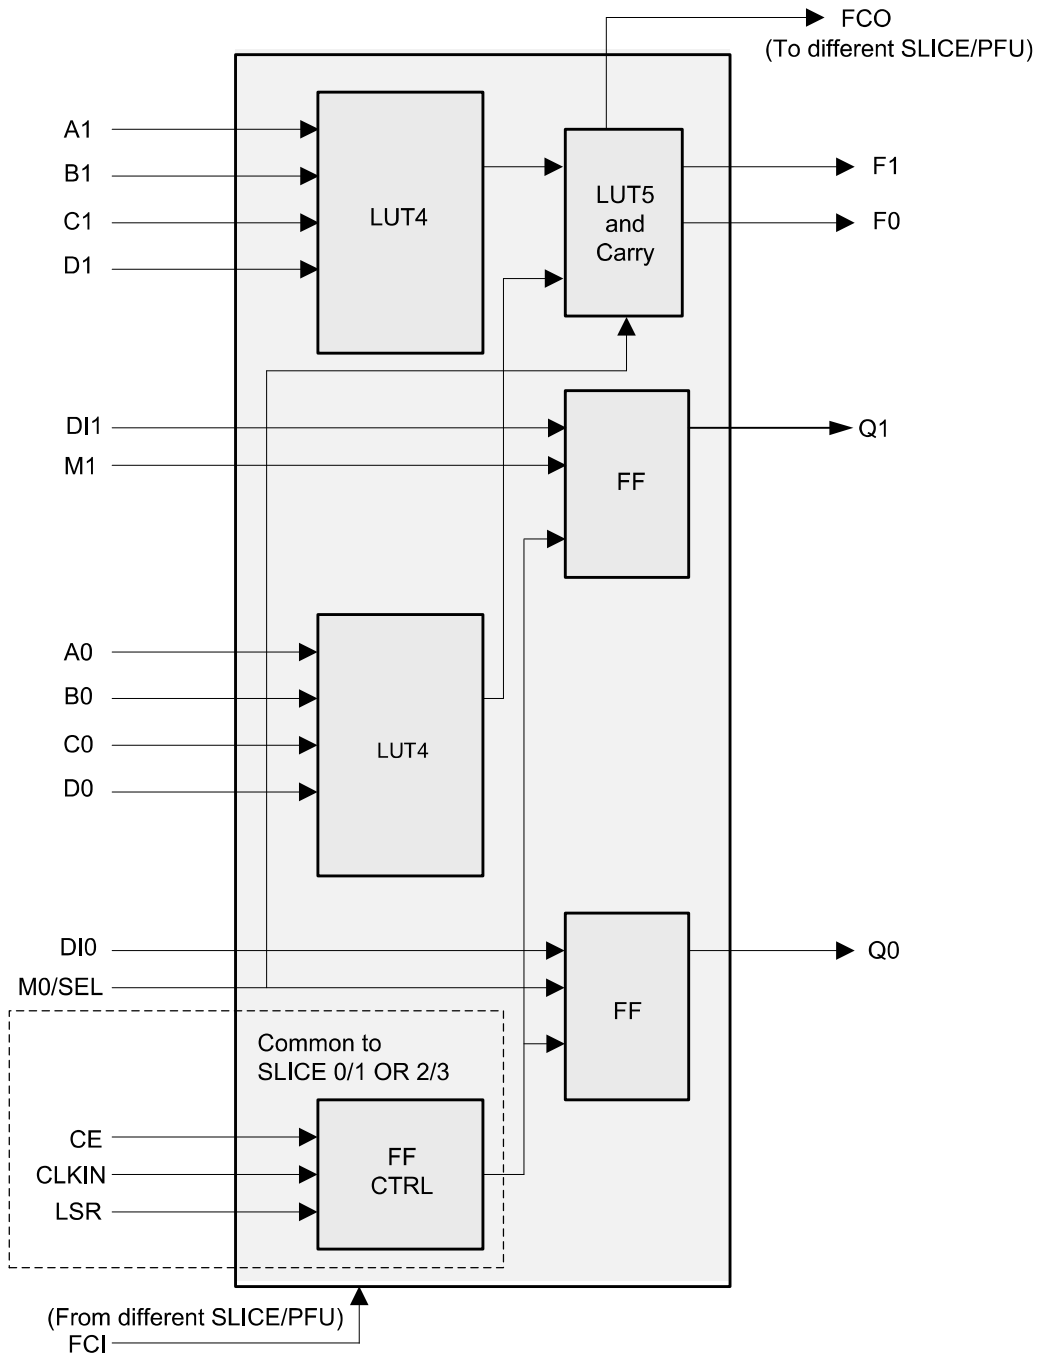 FCO
(To different SLICE/PFU)
A1
B1
C1
D1
LUT4
LUT5
and
Carry
F1
F0
DI1
M1
FF
Q1
A0
B0
C0
D0
LUT4
DI0
M0/SEL
FF
Q0
Common to
SLICE 0/1 OR 2/3
CE
CLKIN
LSR
FF
CTRL
(From different SLICE/PFU)
FCI